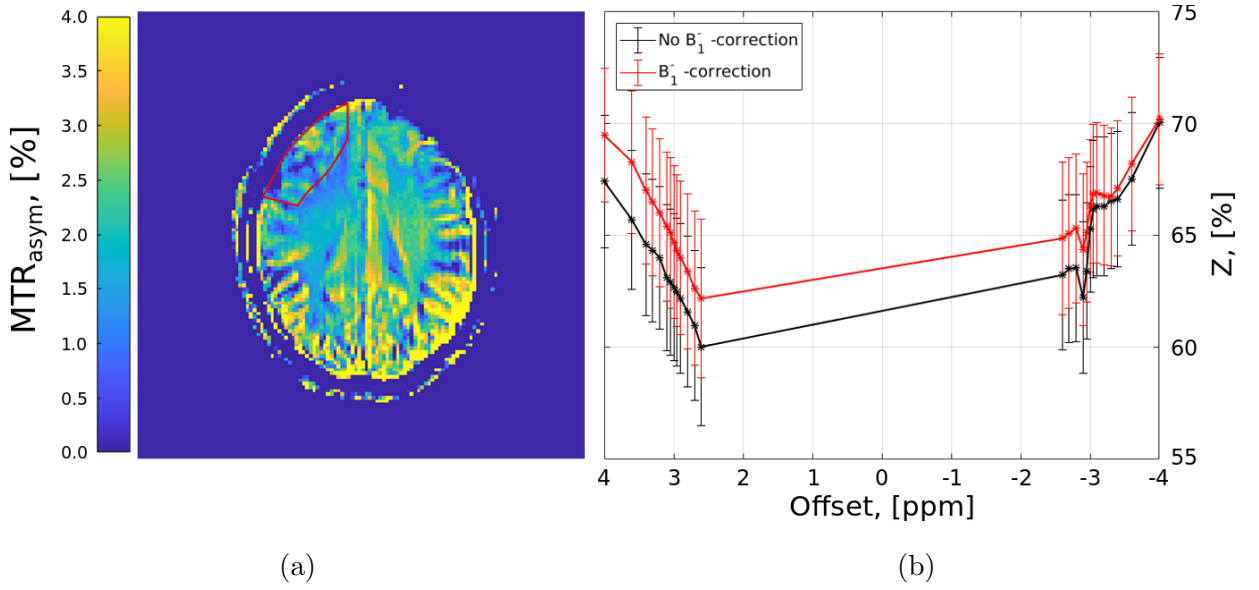 MTRasym, [%]
4.0
3.5
3.0
2.5
2.0
1.5
1.0
0.5
0.0
(a)
No B1- -correction
B1- -correction
75
70
65
60
55
Z, [%]
4 3 2 1 0 -1 -2 -3 -4
Offset, [ppm]
(b)